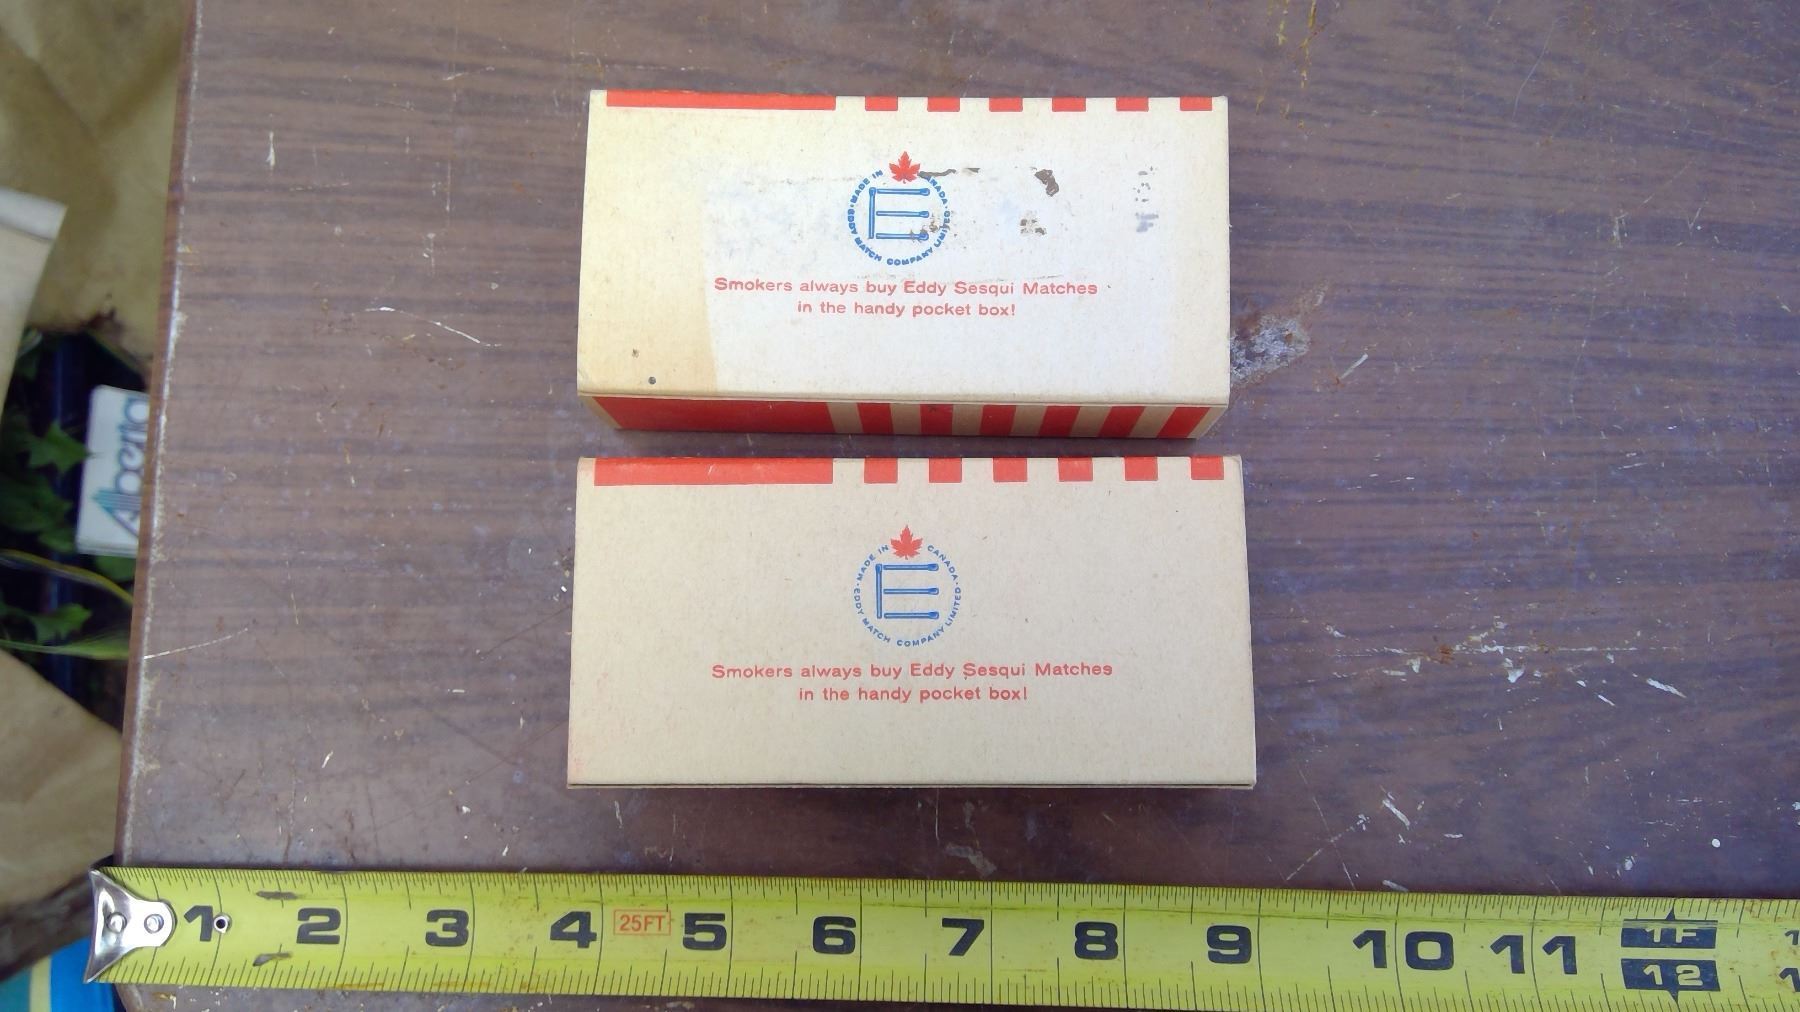 MADE IN CANADA · EDDY MATCH COMPANY LIMITED ·
Smokers always buy Eddy Sesqui Matches
in the handy pocket box!
MADE IN CANADA · EDDY MATCH COMPANY LIMITED ·
Smokers always buy Eddy Sesqui Matches
in the handy pocket box!
Alberta
1 2 3 4 25FT 5 6 7 8 9 10 11 1F
12